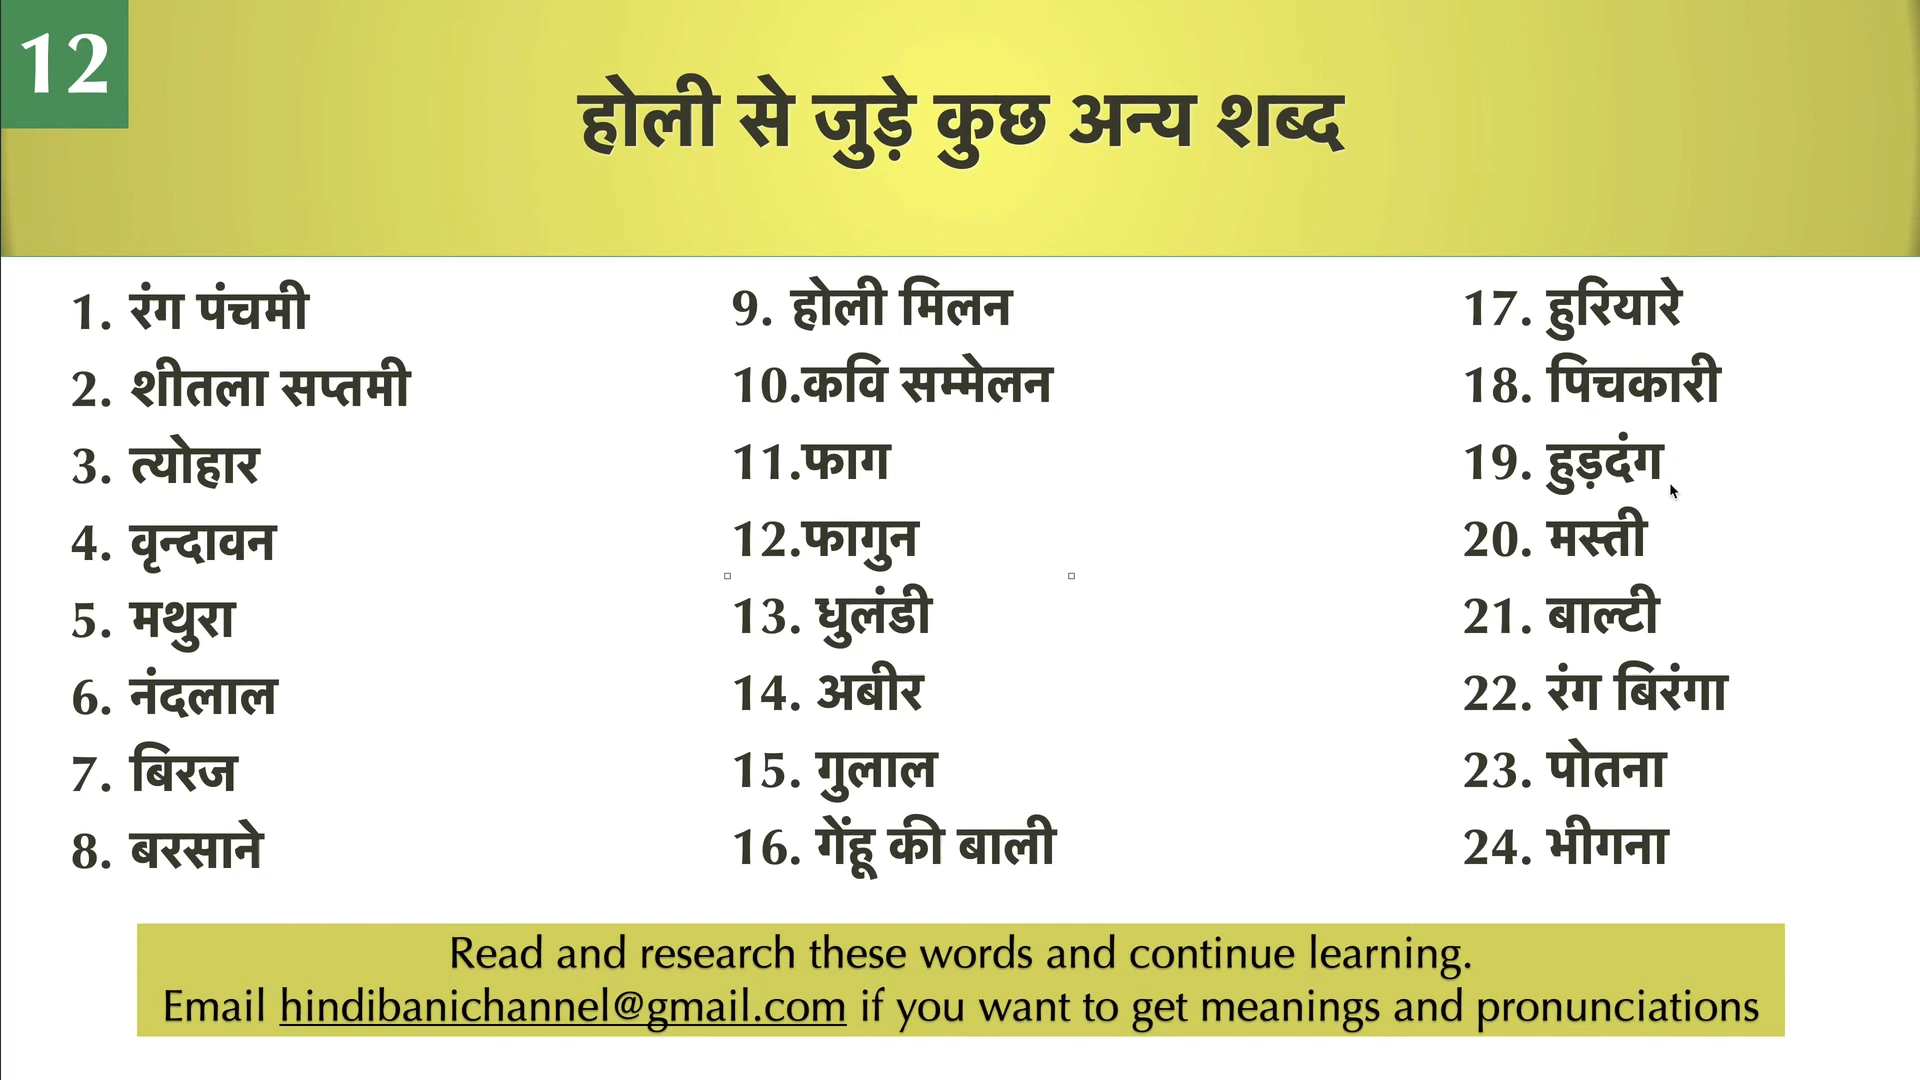 12
होली से जुड़े कुछ अन्य शब्द
1. रंग पंचमी
2. शीतला सप्तमी
3. त्योहार
4. वृन्दावन
5. मथुरा
6. नंदलाल
7. बिरज
8. बरसाने
9. होली मिलन
10.कवि सम्मेलन
11.फाग
12.फागुन
13. धुलंडी
14. अबीर
15. गुलाल
16. गेंहू की बाली
17. हुरियारे
18. पिचकारी
19. हुड़दंग
20. मस्ती
21. बाल्टी
22. रंग बिरंगा
23. पोतना
24. भीगना
Read and research these words and continue learning.
Email hindibanichannel@gmail.com if you want to get meanings and pronunciations